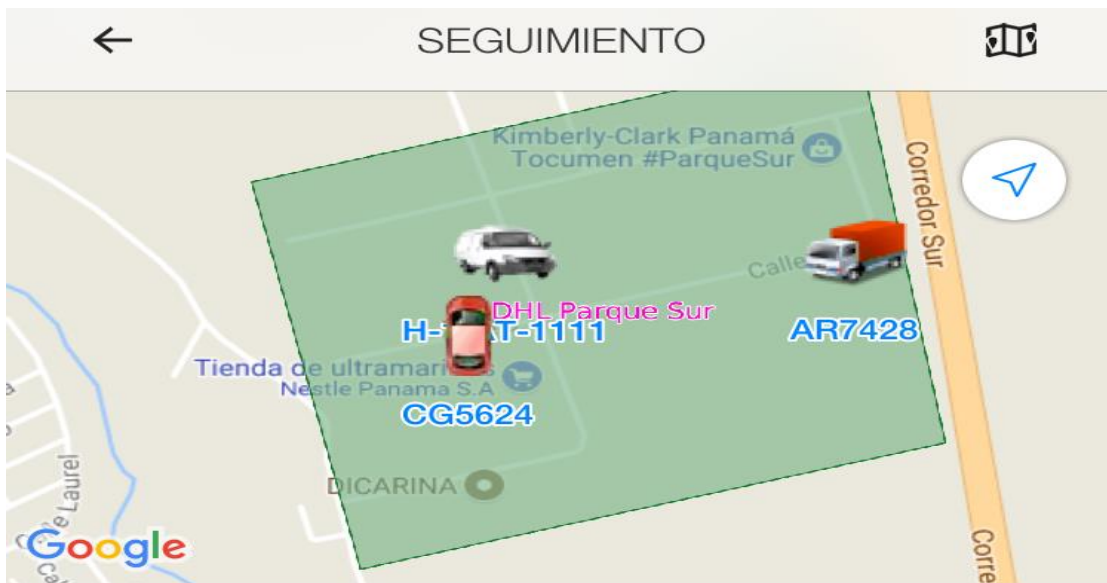 SEGUIMIENTO
Kimberly-Clark Panamá
Tocumen #ParqueSur
Corredor Sur
Calle
DHL Parque Sur
AR7428
Tienda de
Nestle Panama S.A
CG5624
DICARINA
Laurel
Google
Corre